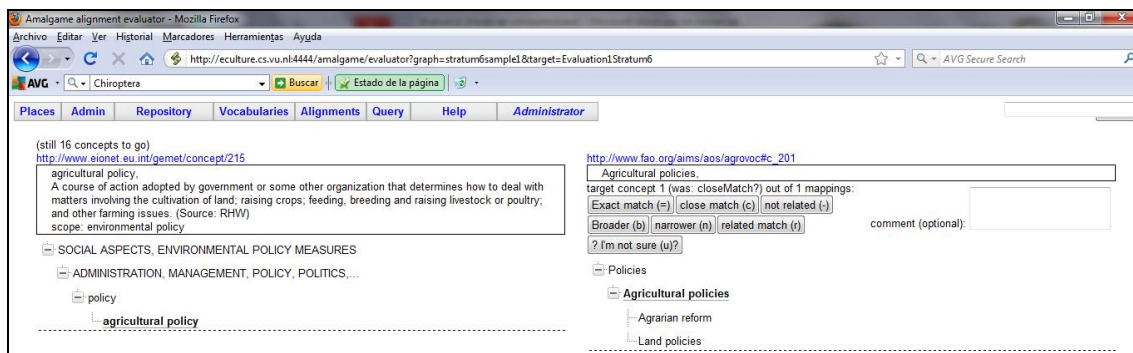 Amalgame alignment evaluator - Mozilla Firefox
Archivo Editar Ver Historial Marcadores Herramientas Ayuda
http://eculture.cs.vu.nl:4444/amalgame/evaluator?graph=stratum6sample1&target=Evaluation1Stratum6
AVG Secure Search
AVG Chiroptera Buscar Estado de la página
Places Admin Repository Vocabularies Alignments Query Help Administrator
(still 16 concepts to go)
http://www.eionet.eu.int/gemet/concept/215
agricultural policy,
A course of action adopted by government or some other organization that determines how to deal with
matters involving the cultivation of land; raising crops; feeding, breeding and raising livestock or poultry;
and other farming issues. (Source: RHW)
scope: environmental policy
SOCIAL ASPECTS, ENVIRONMENTAL POLICY MEASURES
ADMINISTRATION, MANAGEMENT, POLICY, POLITICS,...
policy
agricultural policy
http://www.fao.org/aims/aos/agrovoc#c_201
Agricultural policies,
target concept 1 (was: closeMatch?) out of 1 mappings:
Exact match (=) close match (c) not related (-)
Broader (b) narrower (n) related match (r)
comment (optional):
? I'm not sure (u)?
Policies
Agricultural policies
Agrarian reform
Land policies